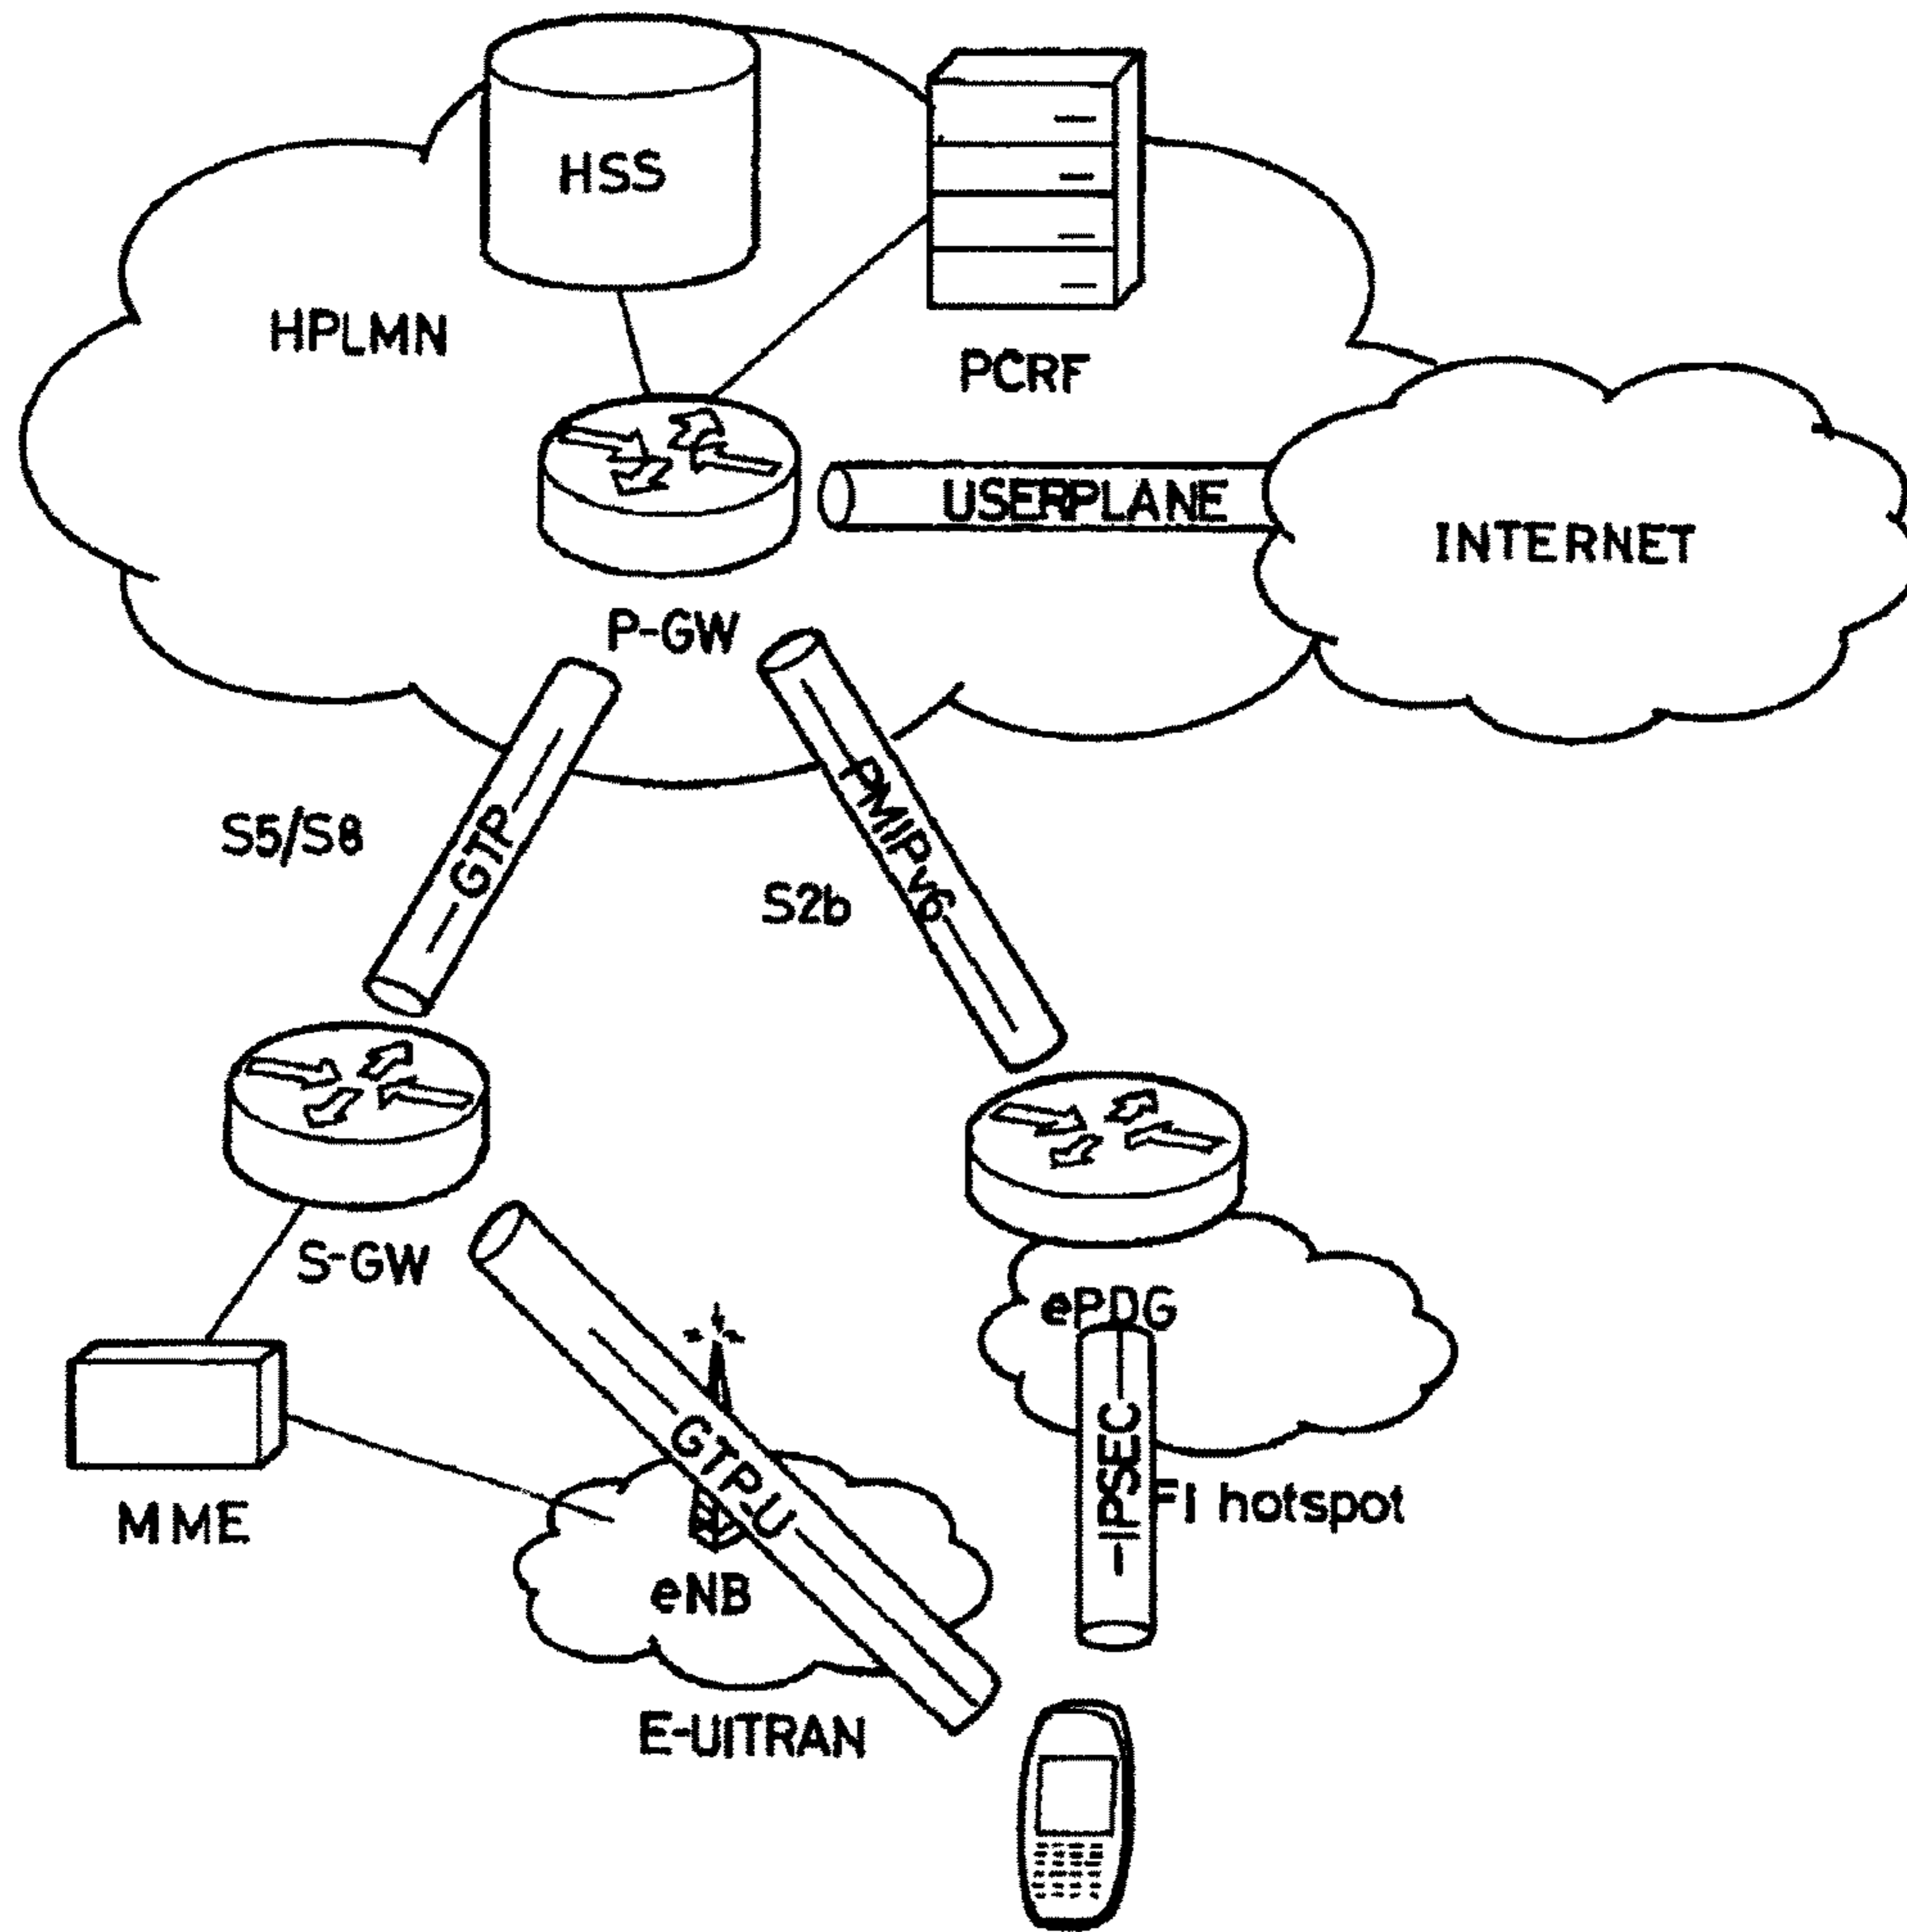 HSS
HPLMN
PCRF
USERPLANE
INTERNET
P-GW
S5/S8
GTP
PMIPv6
S2b
S-GW
ePDG
GTP.U
IPSEC
FI hotspot
MME
eNB
E-UITRAN